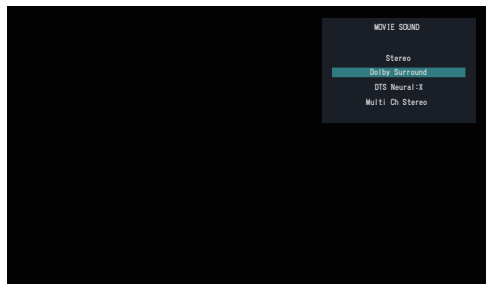 MOVIE SOUND
Stereo
Dolby Surround
DTS Neural:X
Multi Ch Stereo